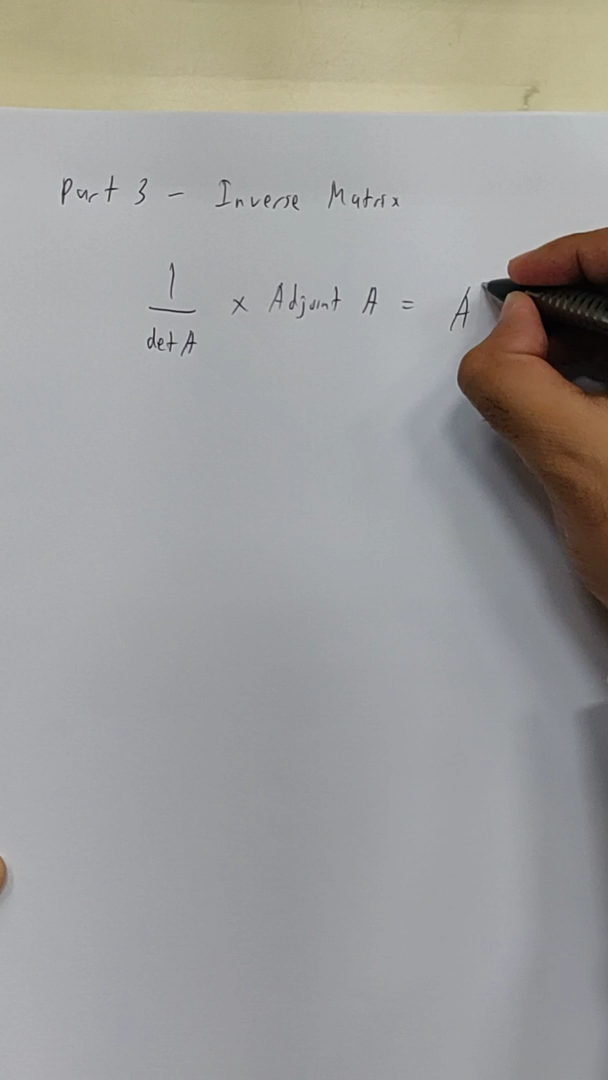 Part 3 - Inverse Matrix
1/det A × Adjoint A = A